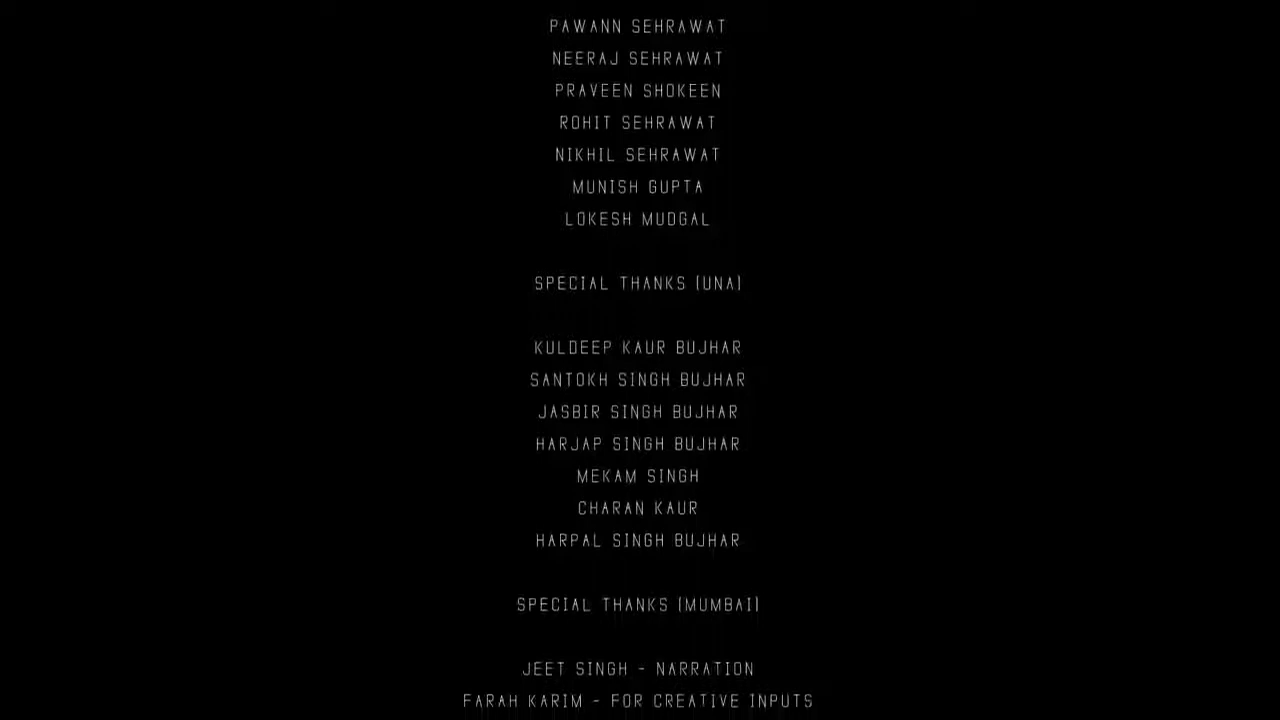 PAWANN SEHRAWAT
NEERAJ SEHRAWAT
PRAVEEN SHOKEEN
ROHIT SEHRAWAT
NIKHIL SEHRAWAT
MUNISH GUPTA
LOKESH MUDGAL
SPECIAL THANKS (UNA)
KULDEEP KAUR BUJHAR
SANTOKH SINGH BUJHAR
JASBIR SINGH BUJHAR
HARJAP SINGH BUJHAR
MEKAM SINGH
CHARAN KAUR
HARPAL SINGH BUJHAR
SPECIAL THANKS (MUMBAI)
JEET SINGH - NARRATION
FARAH KARIM - FOR CREATIVE INPUTS